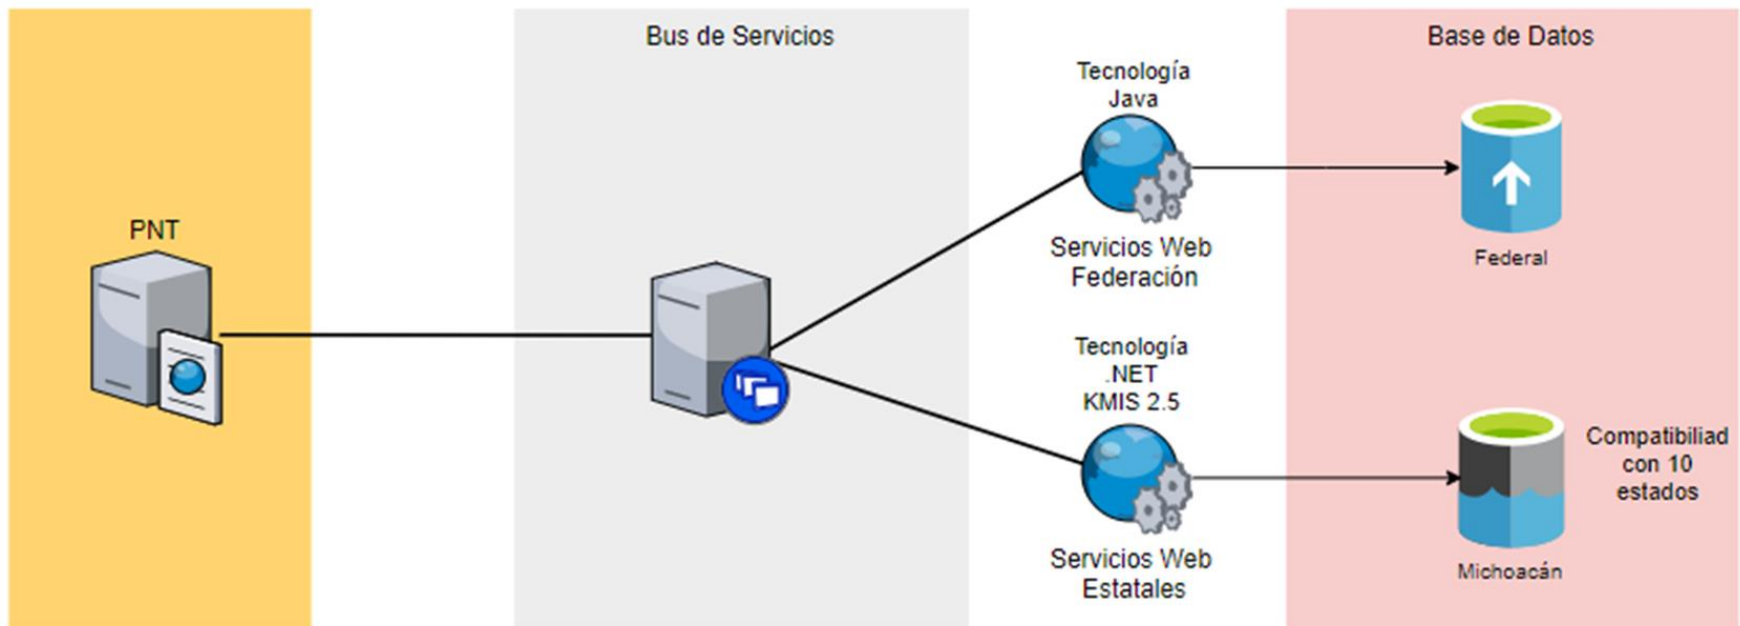 PNT
Bus de Servicios
Tecnología
Java
Servicios Web
Federación
Tecnología
.NET
KMIS 2.5
Servicios Web
Estatales
Base de Datos
Federal
Compatibiliad
con 10
estados
Michoacán